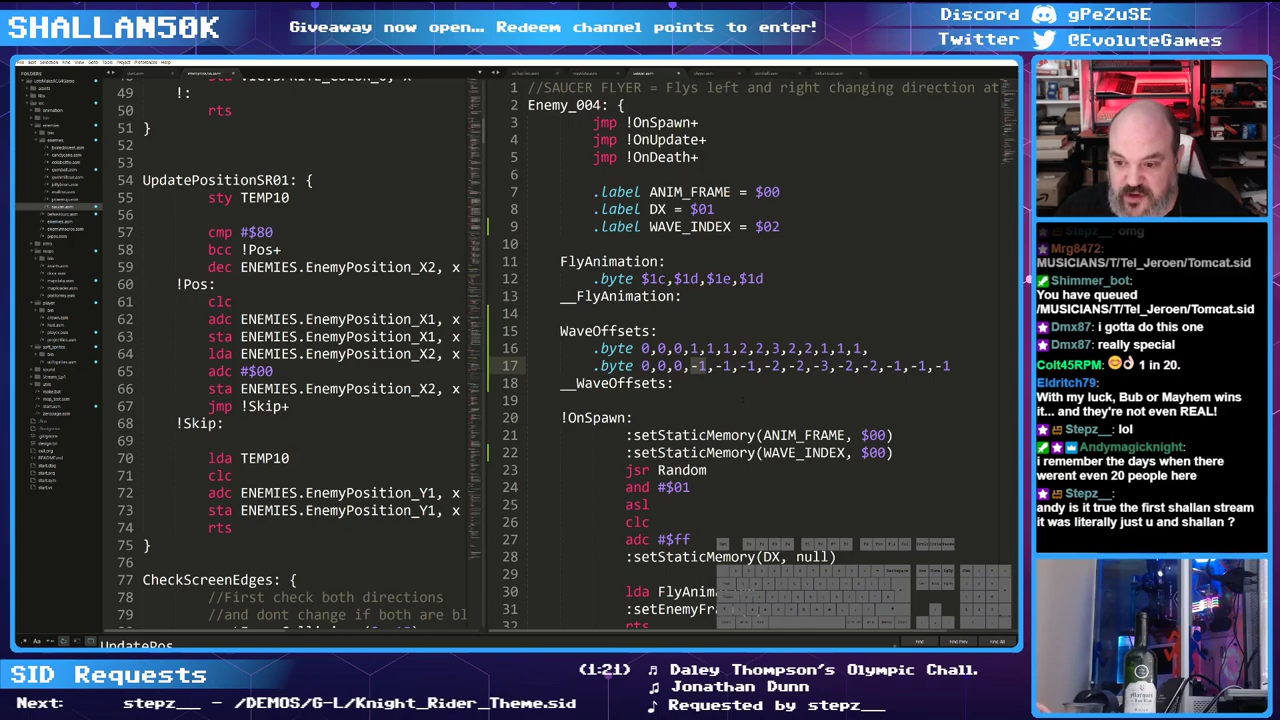 SHALLAN50K
Giveaway now open... Redeem channel points to enter!
Discord gPeZuSE
Twitter @EvoluteGames
49 !:
50 rts
51 }
52
53
54 UpdatePositionSR01: {
55 sty TEMP10
56
57 cmp #$80
58 bcc !Pos+
59 dec ENEMIES.EnemyPosition_X2, x
60 !Pos:
61 clc
62 adc ENEMIES.EnemyPosition_X1, x
63 sta ENEMIES.EnemyPosition_X1, x
64 lda ENEMIES.EnemyPosition_X2, x
65 adc #$00
66 sta ENEMIES.EnemyPosition_X2, x
67 jmp !Skip+
68 !Skip:
69
70 lda TEMP10
71 clc
72 adc ENEMIES.EnemyPosition_Y1, x
73 sta ENEMIES.EnemyPosition_Y1, x
74 rts
75 }
76
77 CheckScreenEdges: {
78 //First check both directions
79 //and dont change if both are bl
UpdatePos
1 //SAUCER FLYER = Flys left and right changing direction at
2 Enemy_004: {
3 jmp !OnSpawn+
4 jmp !OnUpdate+
5 jmp !OnDeath+
6
7 .label ANIM_FRAME = $00
8 .label DX = $01
9 .label WAVE_INDEX = $02
10
11 FlyAnimation:
12 .byte $1c,$1d,$1e,$1d
13 __FlyAnimation:
14
15 WaveOffsets:
16 .byte 0,0,0,1,1,1,2,2,3,2,2,1,1,1,
17 .byte 0,0,0,-1,-1,-1,-2,-2,-3,-2,-2,-1,-1,-1
18 __WaveOffsets:
19
20 !OnSpawn:
21 :setStaticMemory(ANIM_FRAME, $00)
22 :setStaticMemory(WAVE_INDEX, $00)
23 jsr Random
24 and #$01
25 asl
26 clc
27 adc #$ff
28 :setStaticMemory(DX, null)
29
30 lda FlyAnima
31 :setEnemyFra
32 rts
Stepz__: omg
Mrg8472:
MUSICIANS/T/Tel_Jeroen/Tomcat.sid
Shimmer_bot:
You have queued
/MUSICIANS/T/Tel_Jeroen/Tomcat.sid
Dmx87: i gotta do this one
Dmx87: really special
Colt45RPM: 1 in 20.
Eldritch79:
With my luck, Bub or Mayhem wins
it... and they're not even REAL!
Stepz__: lol
Andymagicknight:
i remember the days when there
werent even 20 people here
Stepz__:
andy is it true the first shallan stream
it was literally just u and shallan ?
SID Requests
Next: stepz__ - /DEMOS/G-L/Knight_Rider_Theme.sid
(1:21) ♫ Daley Thompson's Olympic Chall.
♫ Jonathan Dunn
♪ Requested by stepz__